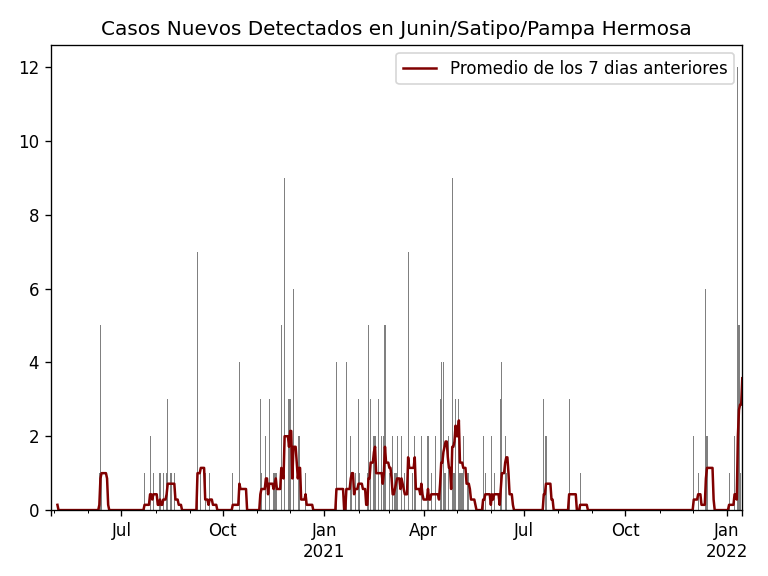 Casos Nuevos Detectados en Junin/Satipo/Pampa Hermosa
Promedio de los 7 dias anteriores
12
10
8
6
4
2
0
Jul
Oct
Jan
2021
Apr
Jul
Oct
Jan
2022